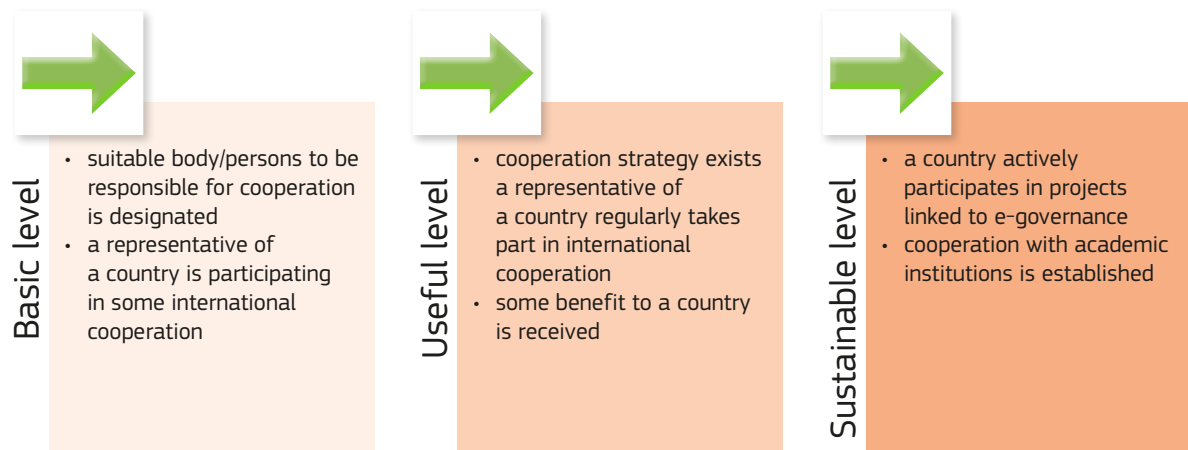 Basic level
• suitable body/persons to be
responsible for cooperation
is designated
• a representative of
a country is participating
in some international
cooperation
Useful level
• cooperation strategy exists
a representative of
a country regularly takes
part in international
cooperation
• some benefit to a country
is received
Sustainable level
• a country actively
participates in projects
linked to e-governance
• cooperation with academic
institutions is established